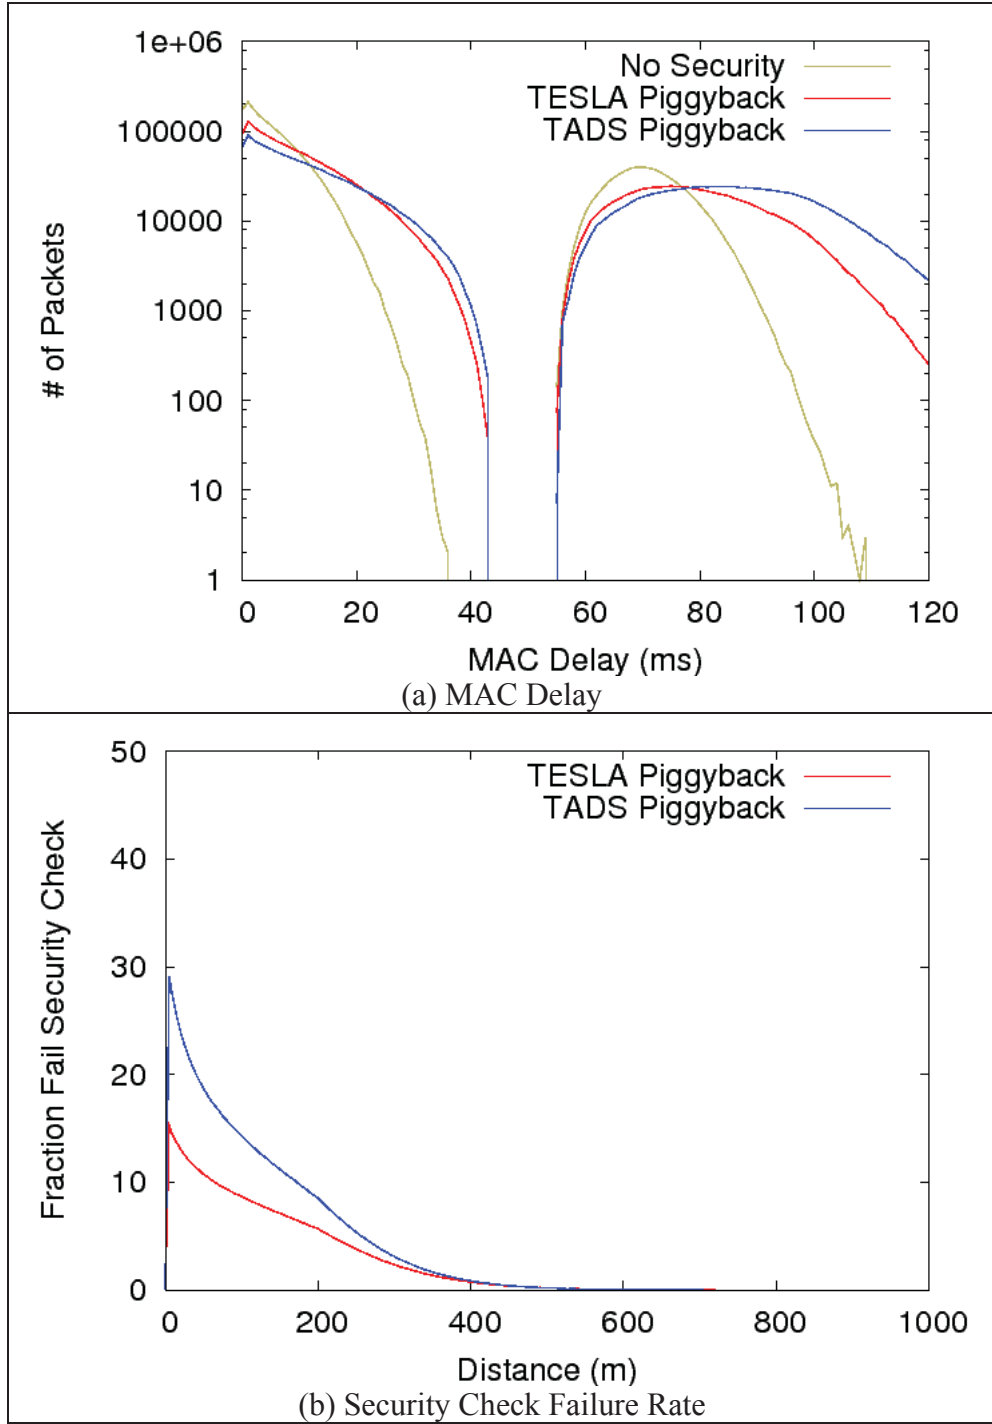 1e+06
100000
10000
1000
100
10
1
# of Packets
No Security
TESLA Piggyback
TADS Piggyback
0 20 40 60 80 100 120
MAC Delay (ms)
(a) MAC Delay
50
40
30
20
10
0
Fraction Fail Security Check
TESLA Piggyback
TADS Piggyback
0 200 400 600 800 1000
Distance (m)
(b) Security Check Failure Rate